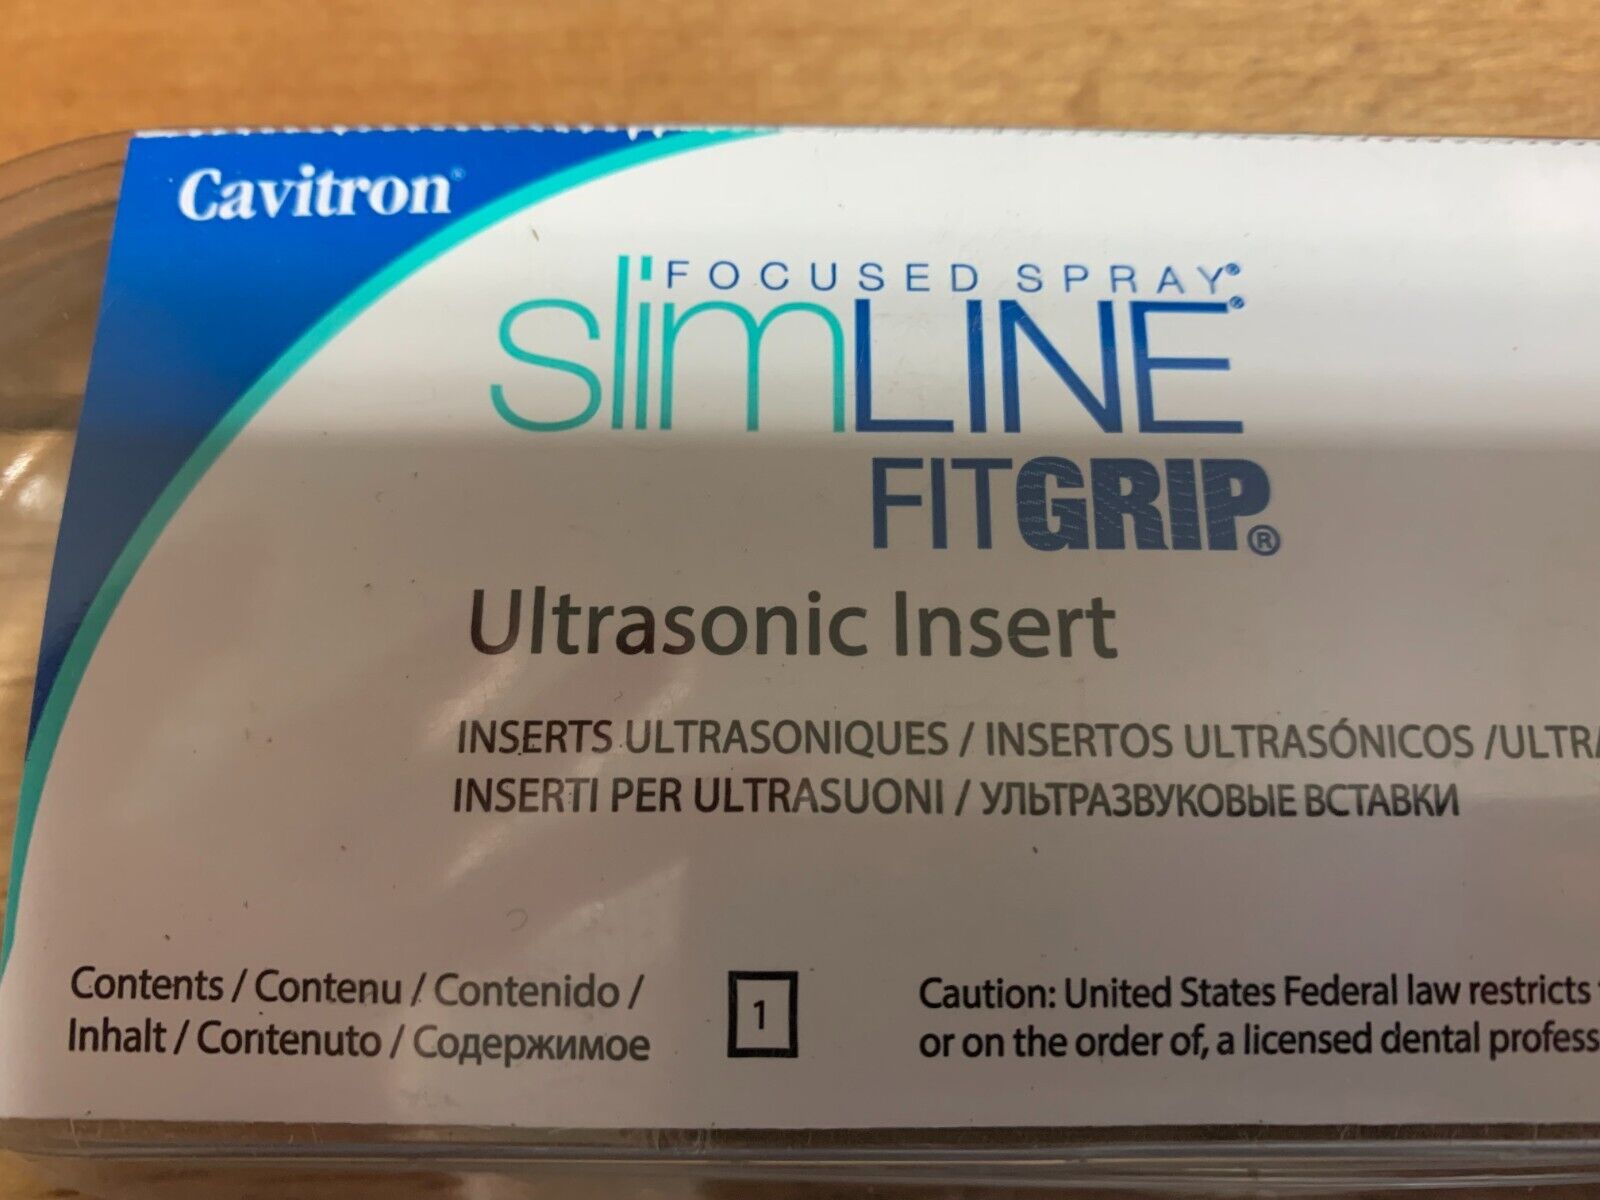 Cavitron®
FOCUSED SPRAY®
slimLINE®
FITGRIP®
Ultrasonic Insert
INSERTS ULTRASONIQUES / INSERTOS ULTRASÓNICOS /
INSERTI PER ULTRASUONI / УЛЬТРАЗВУКОВЫЕ ВСТАВКИ
Contents / Contenu / Contenido /
Inhalt / Contenuto / Содержимое
1
Caution: United States Federal law restricts
or on the order of, a licensed dental